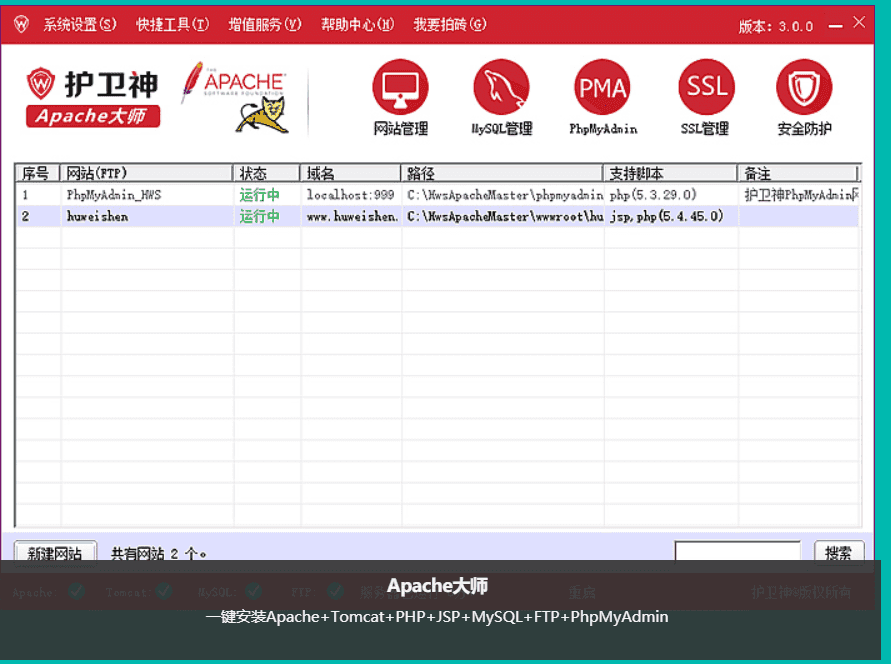 系统设置(S) 快捷工具(T) 增值服务(V) 帮助中心(H) 我要拍砖(G) 版本: 3.0.0
护卫神
Apache大师
THE
APACHE
SOFTWARE FOUNDATION
PMA SSL
网站管理 MySQL管理 PhpMyAdmin SSL管理 安全防护
序号 网站(FTP) 状态 域名 路径 支持脚本 备注
1 PhpMyAdmin_HWS 运行中 localhost:999 C:\HwsApacheMaster\phpmyadmin php(5.3.29.0) 护卫神PhpMyAdmin
2 huweishen 运行中 www.huweishen. C:\HwsApacheMaster\wwwroot\hu jsp,php(5.4.45.0)
新建网站 共有网站 2 个。 搜索
Apache: Tomcat: MySQL: FTP 服务 重启 护卫神@版权所有
Apache大师
一键安装Apache+Tomcat+PHP+JSP+MySQL+FTP+PhpMyAdmin